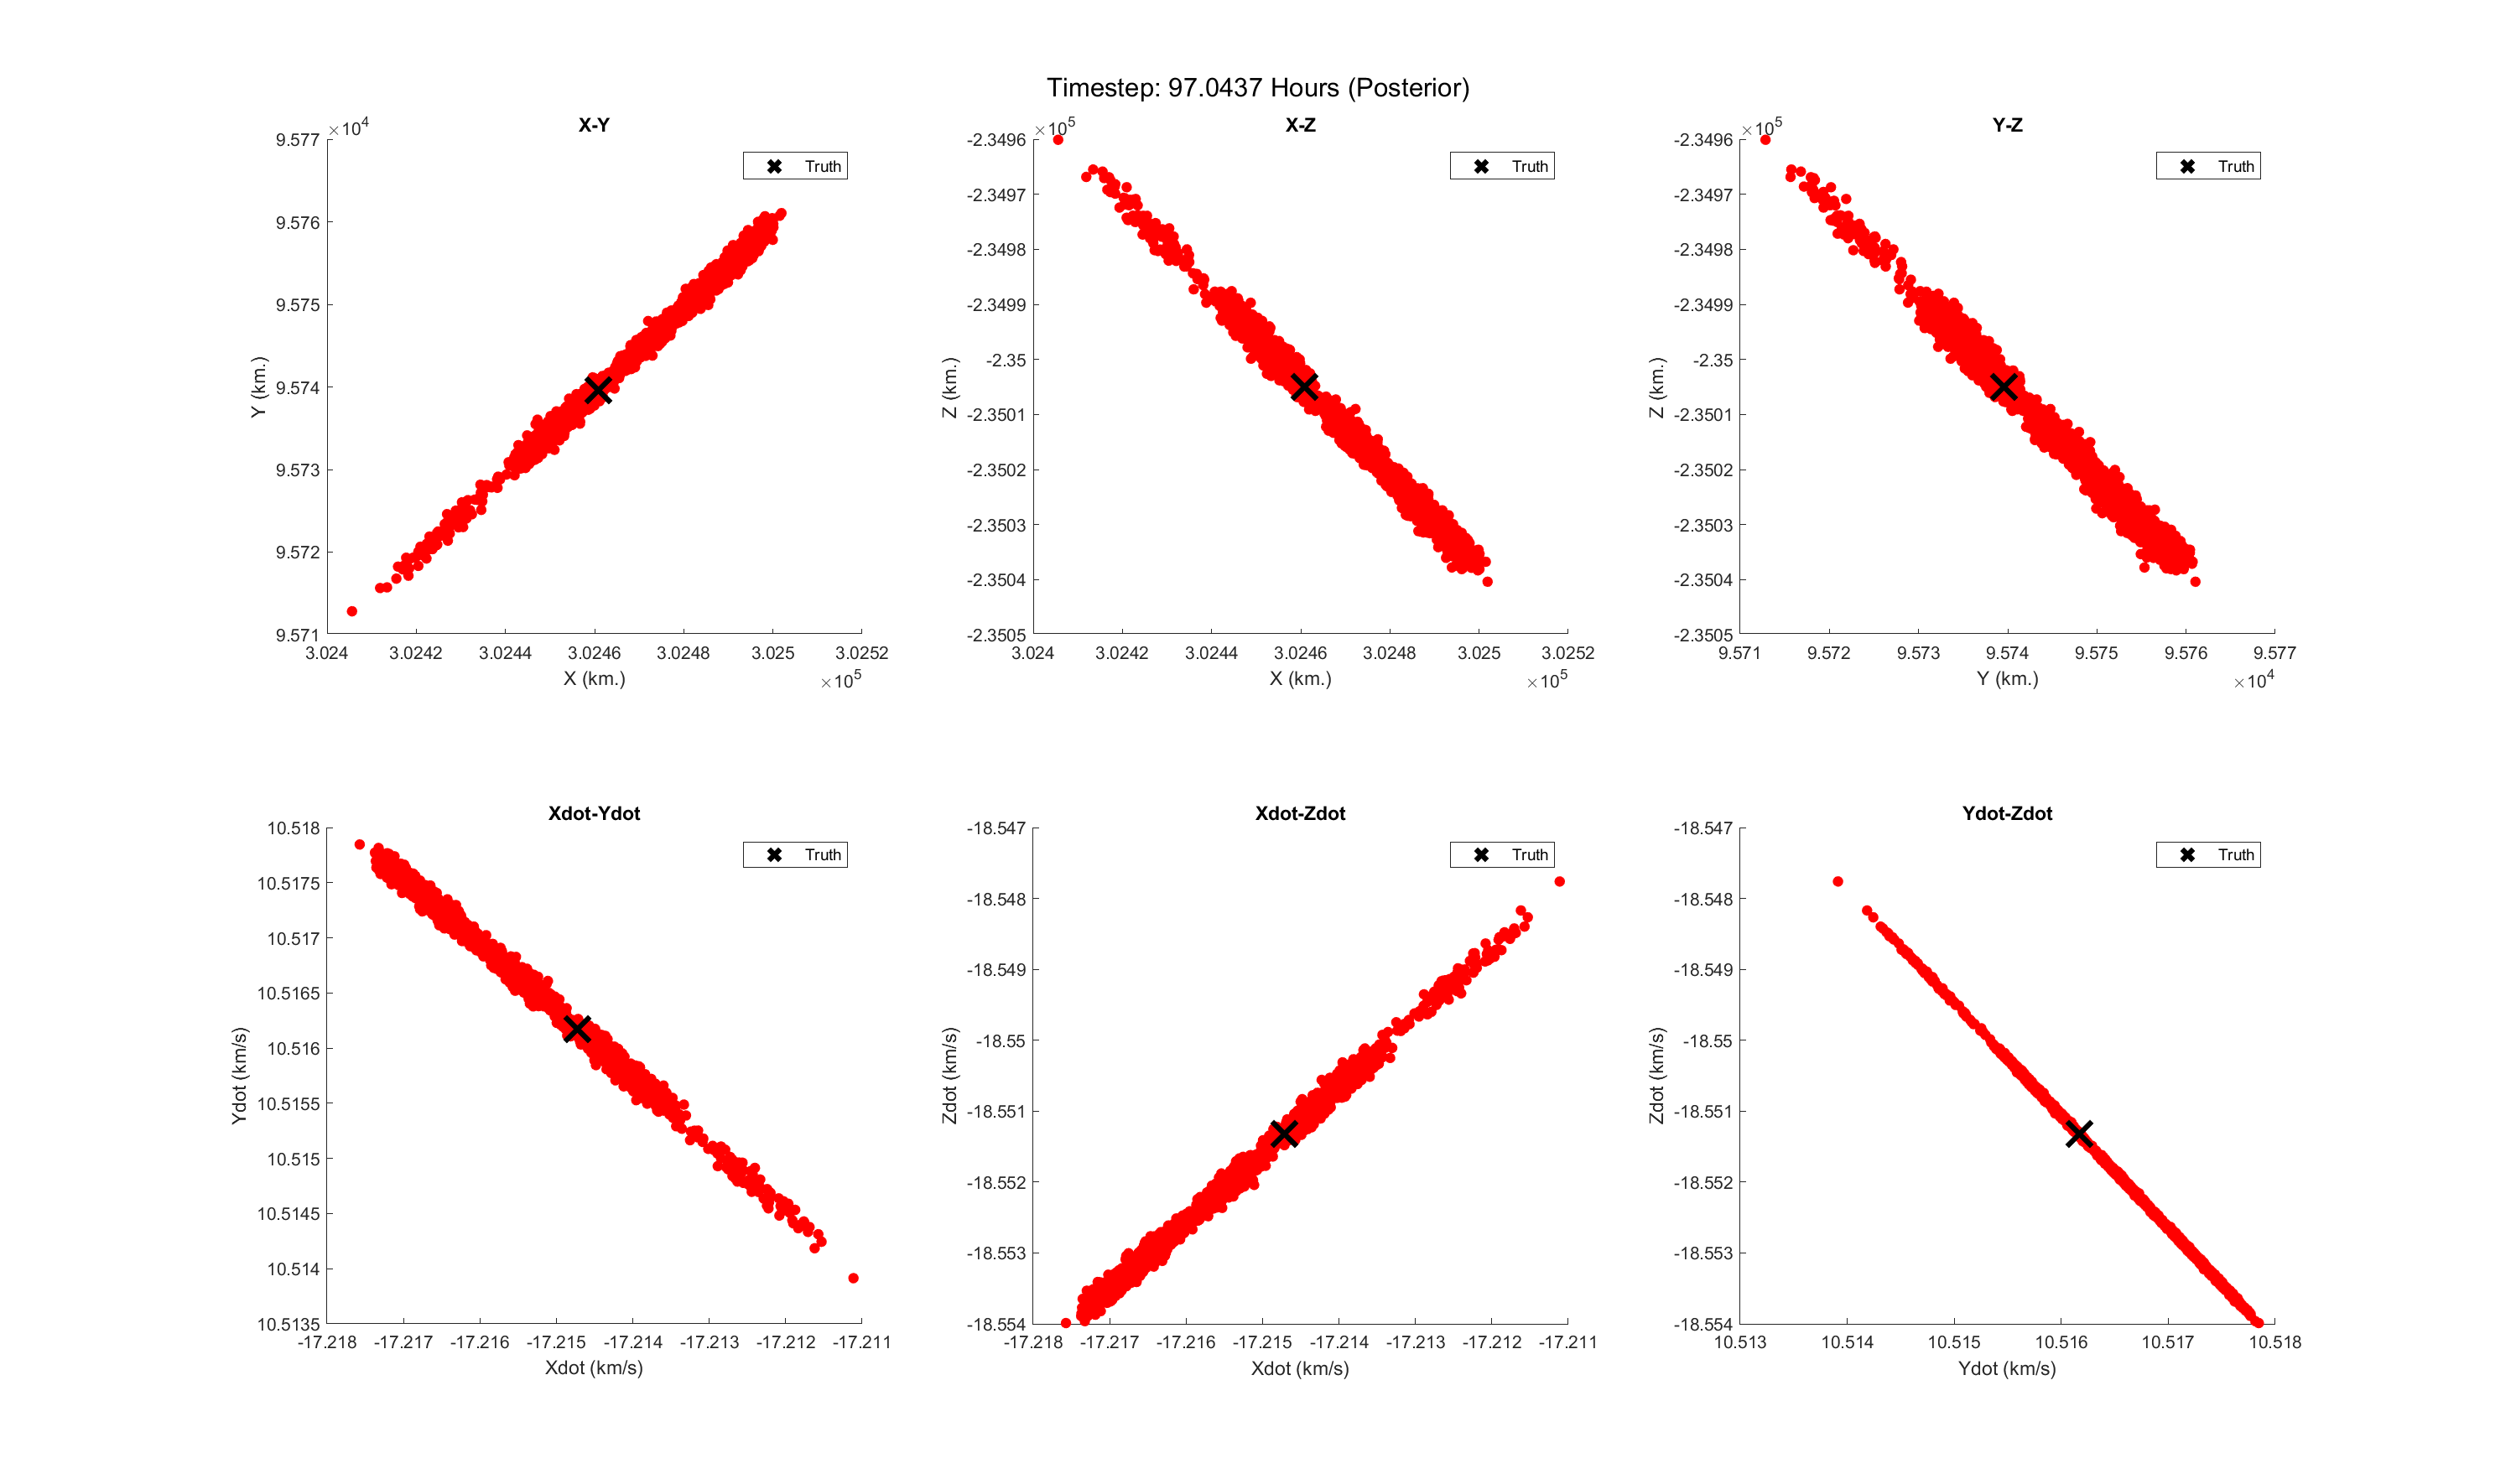 Timestep: 97.0437 Hours (Posterior)
X-Y
×10⁴
9.577
9.576
9.575
9.574
9.573
9.572
9.571
Y (km.)
Truth
3.024 3.0242 3.0244 3.0246 3.0248 3.025 3.0252
X (km.)
×10⁵
X-Z
×10⁵
-2.3496
-2.3497
-2.3498
-2.3499
-2.35
-2.3501
-2.3502
-2.3503
-2.3504
-2.3505
Z (km.)
Truth
3.024 3.0242 3.0244 3.0246 3.0248 3.025 3.0252
X (km.)
×10⁵
Y-Z
×10⁵
-2.3496
-2.3497
-2.3498
-2.3499
-2.35
-2.3501
-2.3502
-2.3503
-2.3504
-2.3505
Z (km.)
Truth
9.571 9.572 9.573 9.574 9.575 9.576 9.577
Y (km.)
×10⁴
Xdot-Ydot
10.518
10.5175
10.517
10.5165
10.516
10.5155
10.515
10.5145
10.514
10.5135
Ydot (km/s)
Truth
-17.218 -17.217 -17.216 -17.215 -17.214 -17.213 -17.212 -17.211
Xdot (km/s)
Xdot-Zdot
-18.547
-18.548
-18.549
-18.55
-18.551
-18.552
-18.553
-18.554
Zdot (km/s)
Truth
-17.218 -17.217 -17.216 -17.215 -17.214 -17.213 -17.212 -17.211
Xdot (km/s)
Ydot-Zdot
-18.547
-18.548
-18.549
-18.55
-18.551
-18.552
-18.553
-18.554
Zdot (km/s)
Truth
10.513 10.514 10.515 10.516 10.517 10.518
Ydot (km/s)